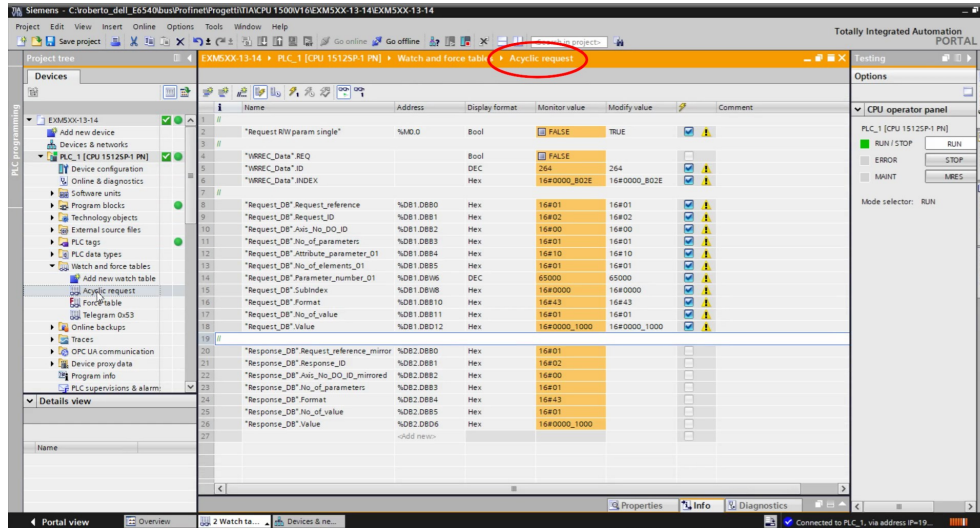 Siemens - C:\roberto_dell_E6540\bus\Profinet\Progetti\TIA\CPU 1500\V16\EXM5XX-13-14\EXM5XX-13-14
Project Edit View Insert Online Options Tools Window Help
Save project Go online Go offline <Search in project>
Totally Integrated Automation
PORTAL
Project tree
EXM5XX-13-14 PLC_1 [CPU 1512SP-1 PN] Watch and force tables Acyclic request
Testing
Devices
Options
PLC programming
i Name Address Display format Monitor value Modify value Comment
CPU operator panel
PLC_1 [CPU 1512SP-1 PN]
RUN / STOP RUN
ERROR STOP
MAINT MRES
Mode selector: RUN
EXM5XX-13-14
Add new device
Devices & networks
PLC_1 [CPU 1512SP-1 PN]
Device configuration
Online & diagnostics
Software units
Program blocks
Technology objects
External source files
PLC tags
PLC data types
Watch and force tables
Add new watch table
Acyclic request
Force table
Telegram 0x53
Online backups
Traces
OPC UA communication
Device proxy data
Program info
PLC supervisions & alarm:
Details view
Name
1 //
2 "Request R/W param single" %M0.0 Bool FALSE TRUE
3 //
4 "WRREC_Data".REQ Bool FALSE
5 "WRREC_Data".ID DEC 264 264
6 "WRREC_Data".INDEX Hex 16#0000_B02E 16#0000_B02E
7 //
8 "Request_DB".Request_reference %DB1.DBB0 Hex 16#01 16#01
9 "Request_DB".Request_ID %DB1.DBB1 Hex 16#02 16#02
10 "Request_DB".Axis_No_DO_ID %DB1.DBB2 Hex 16#00 16#00
11 "Request_DB".No_of_parameters %DB1.DBB3 Hex 16#01 16#01
12 "Request_DB".Attribute_parameter_01 %DB1.DBB4 Hex 16#10 16#10
13 "Request_DB".No_of_elements_01 %DB1.DBB5 Hex 16#01 16#01
14 "Request_DB".Parameter_number_01 %DB1.DBW6 DEC 65000 65000
15 "Request_DB".SubIndex %DB1.DBW8 Hex 16#0000 16#0000
16 "Request_DB".Format %DB1.DBB10 Hex 16#43 16#43
17 "Request_DB".No_of_value %DB1.DBB11 Hex 16#01 16#01
18 "Request_DB".Value %DB1.DBD12 Hex 16#0000_1000 16#0000_1000
19 //
20 "Response_DB".Request_reference_mirror %DB2.DBB0 Hex 16#01
21 "Response_DB".Response_ID %DB2.DBB1 Hex 16#02
22 "Response_DB".Axis_No_DO_ID_mirrored %DB2.DBB2 Hex 16#00
23 "Response_DB".No_of_parameters %DB2.DBB3 Hex 16#01
24 "Response_DB".Format %DB2.DBB4 Hex 16#43
25 "Response_DB".No_of_value %DB2.DBB5 Hex 16#01
26 "Response_DB".Value %DB2.DBD6 Hex 16#0000_1000
27 <Add new>
Properties Info Diagnostics
Portal view Overview 2 Watch ta... Devices & ne... Connected to PLC_1, via address IP=19...